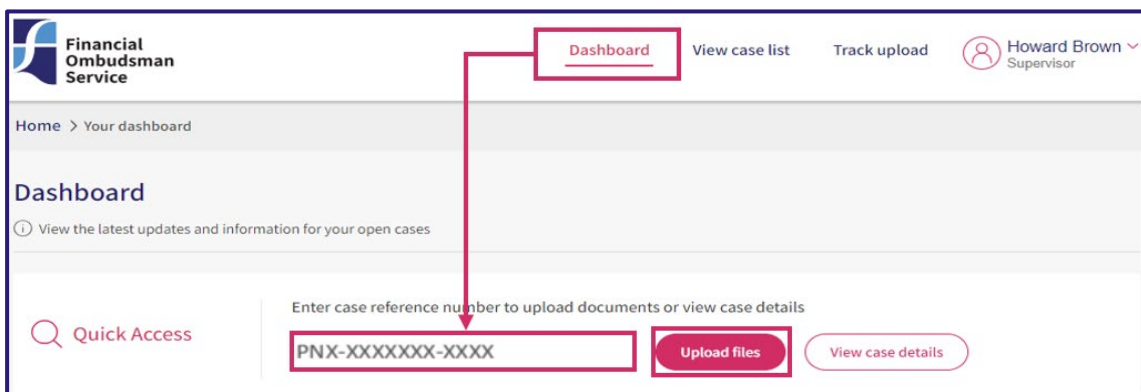 Financial
Ombudsman
Service
Dashboard View case list Track upload Howard Brown
Supervisor
Home > Your dashboard
Dashboard
View the latest updates and information for your open cases
Enter case reference number to upload documents or view case details
Quick Access PNX-XXXXXXX-XXXX Upload files View case details